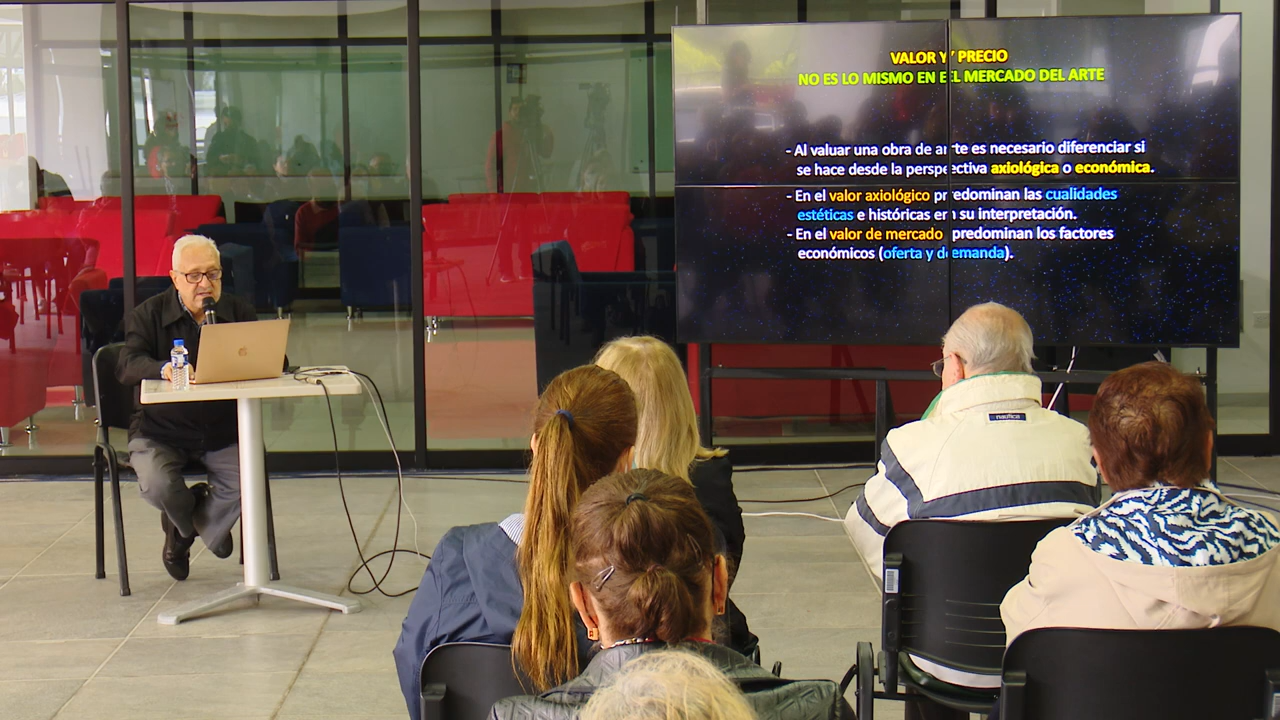 VALOR Y PRECIO
NO ES LO MISMO EN EL MERCADO DEL ARTE
- Al valuar una obra de arte es necesario diferenciar si
se hace desde la perspectiva axiológica o económica.
- En el valor axiológico predominan las cualidades
estéticas e históricas en su interpretación.
- En el valor de mercado predominan los factores
económicos (oferta y demanda).
nautica